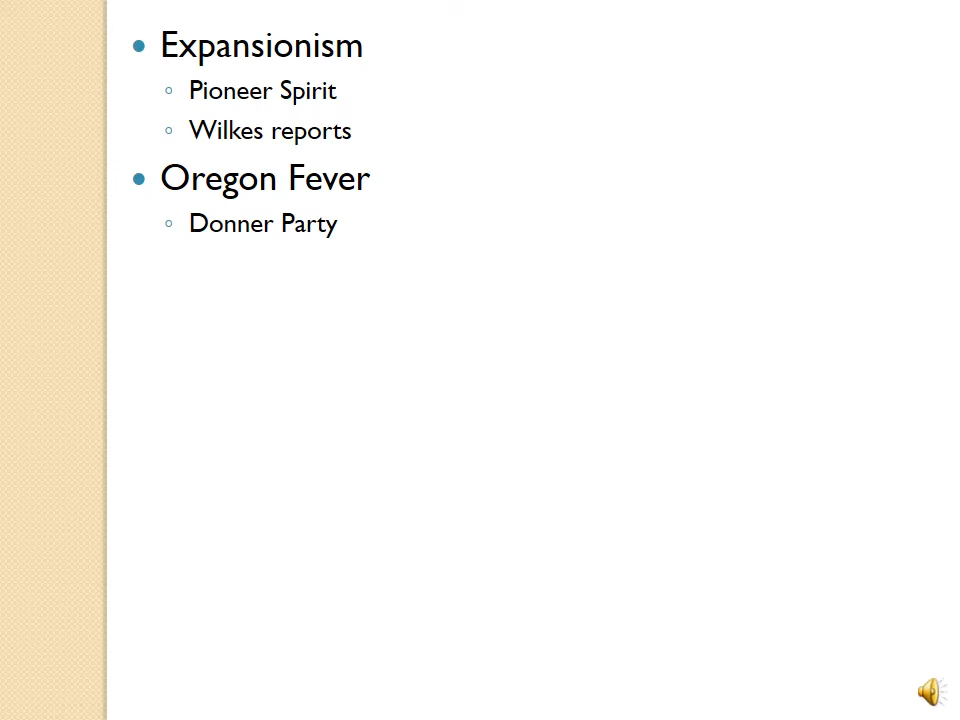 Expansionism
Pioneer Spirit
Wilkes reports
Oregon Fever
Donner Party